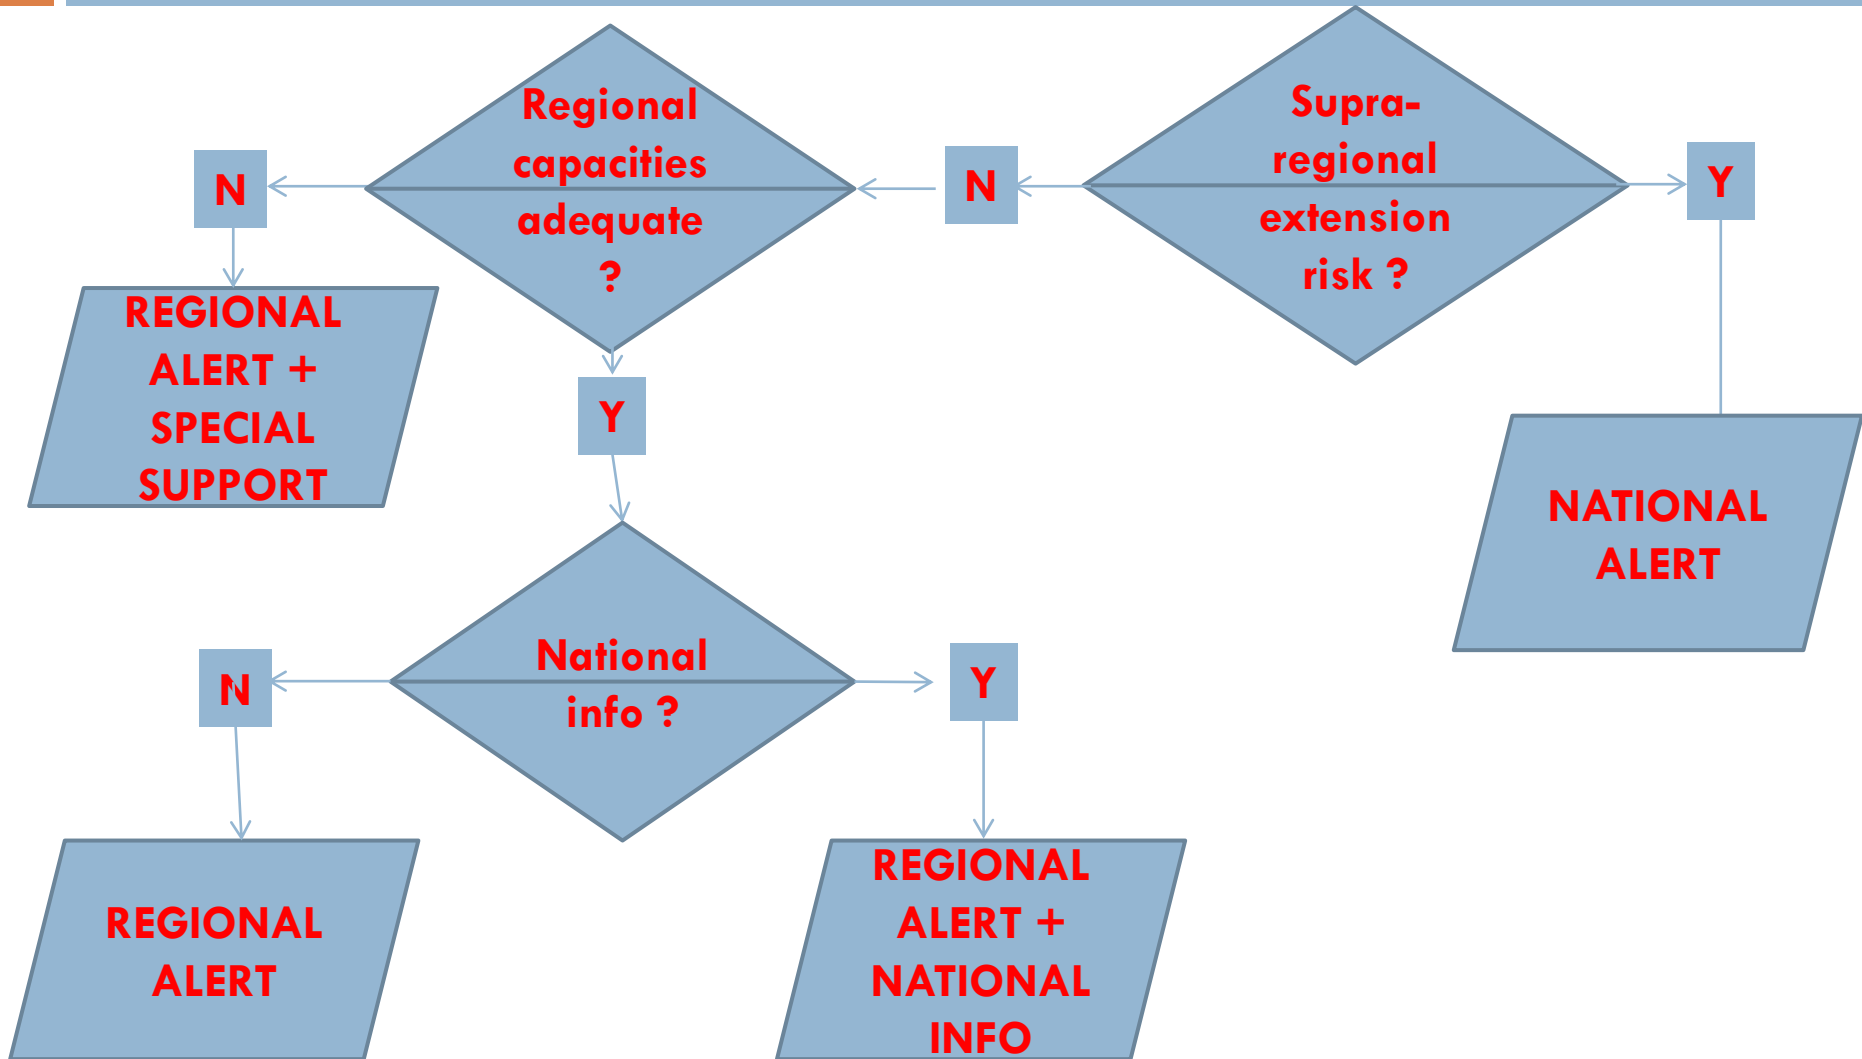 Regional
capacities
adequate
?
Supra-
regional
extension
risk ?
N
N
Y
REGIONAL
ALERT +
SPECIAL
SUPPORT
Y
NATIONAL
ALERT
National
info ?
N
Y
REGIONAL
ALERT
REGIONAL
ALERT +
NATIONAL
INFO